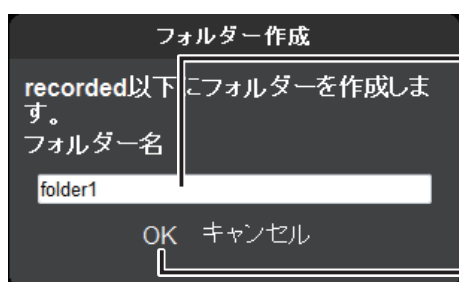 フォルダー作成
recorded以下にフォルダーを作成しま
す。
フォルダー名
folder1
OK キャンセル